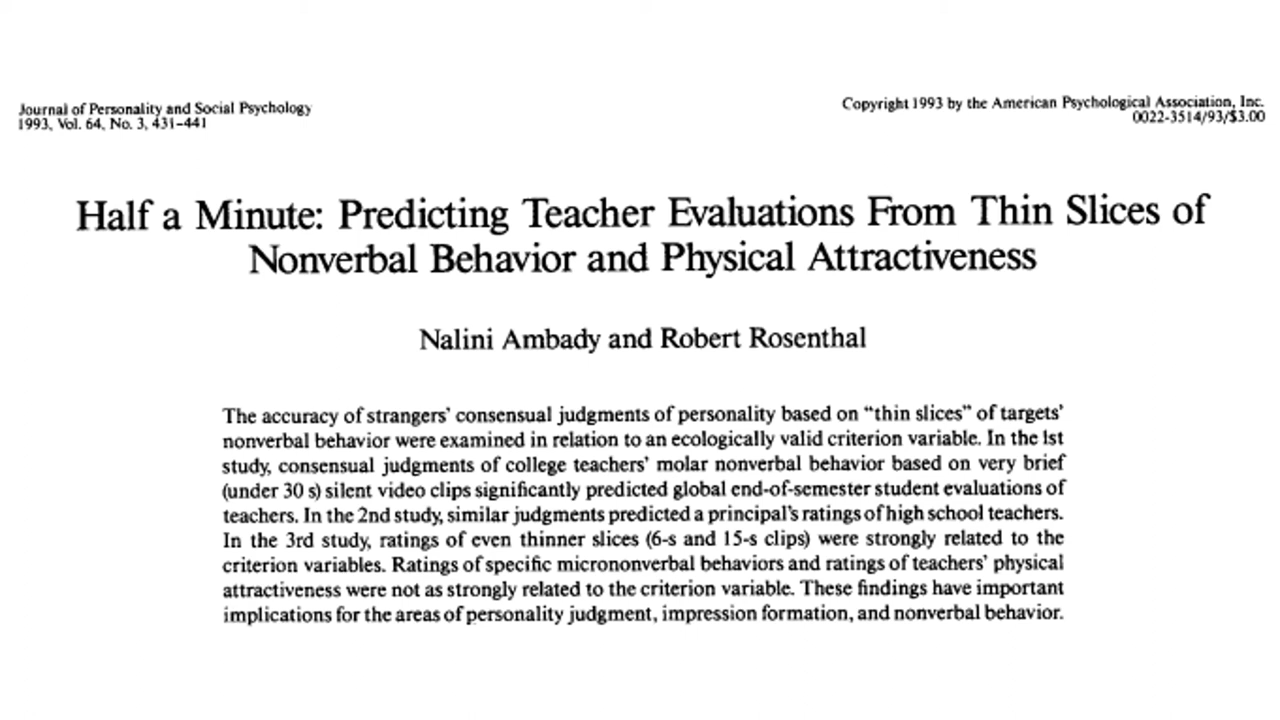 Journal of Personality and Social Psychology
1993, Vol. 64, No. 3, 431-441
Copyright 1993 by the American Psychological Association, Inc.
0022-3514/93/$3.00
Half a Minute: Predicting Teacher Evaluations From Thin Slices of
Nonverbal Behavior and Physical Attractiveness
Nalini Ambady and Robert Rosenthal
The accuracy of strangers' consensual judgments of personality based on "thin slices" of targets'
nonverbal behavior were examined in relation to an ecologically valid criterion variable. In the 1st
study, consensual judgments of college teachers' molar nonverbal behavior based on very brief
(under 30 s) silent video clips significantly predicted global end-of-semester student evaluations of
teachers. In the 2nd study, similar judgments predicted a principal's ratings of high school teachers.
In the 3rd study, ratings of even thinner slices (6-s and 15-s clips) were strongly related to the
criterion variables. Ratings of specific micrononverbal behaviors and ratings of teachers' physical
attractiveness were not as strongly related to the criterion variable. These findings have important
implications for the areas of personality judgment, impression formation, and nonverbal behavior.